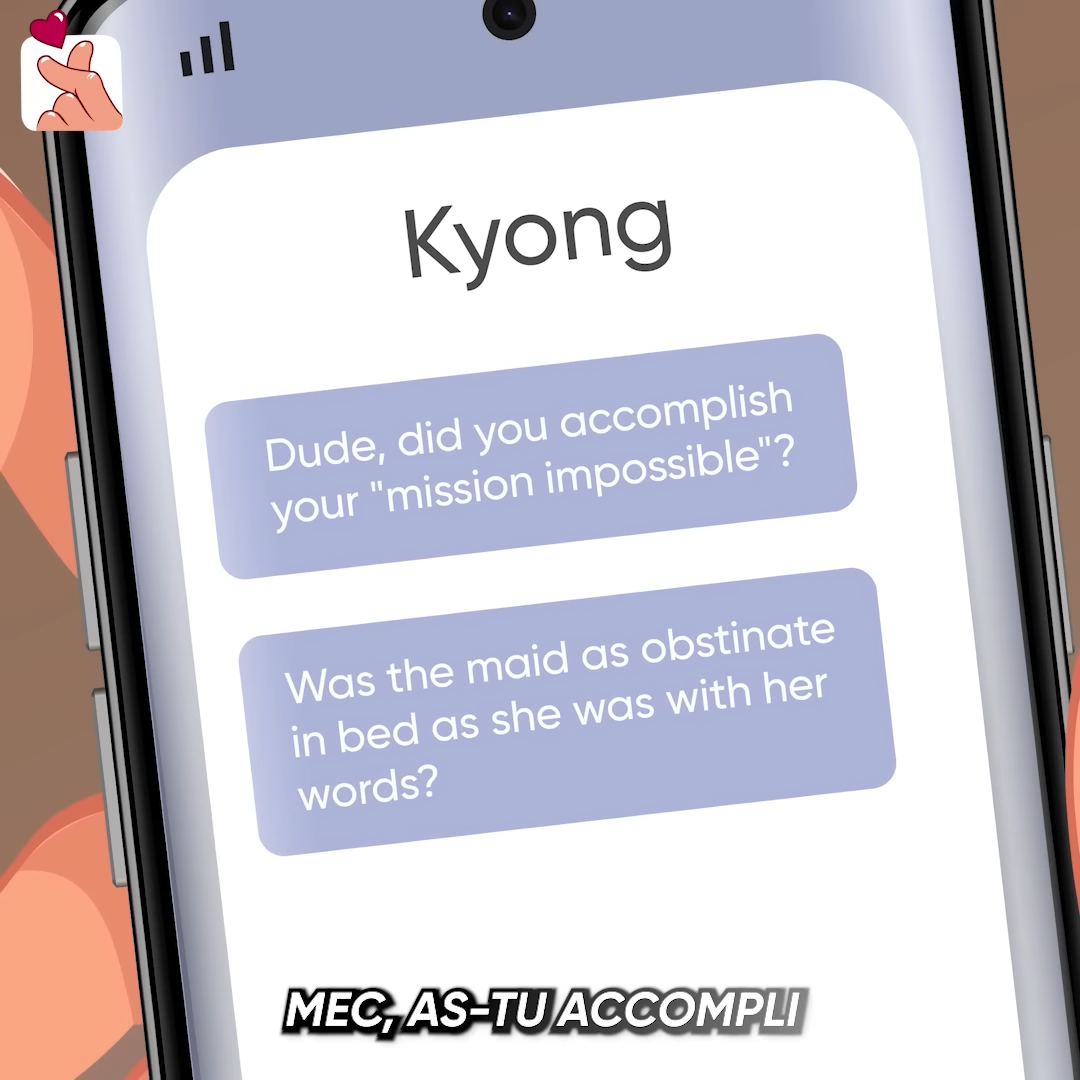 Kyong
Dude, did you accomplish
your "mission impossible"?
Was the maid as obstinate
in bed as she was with her
words?
MEC, AS-TU ACCOMPLI